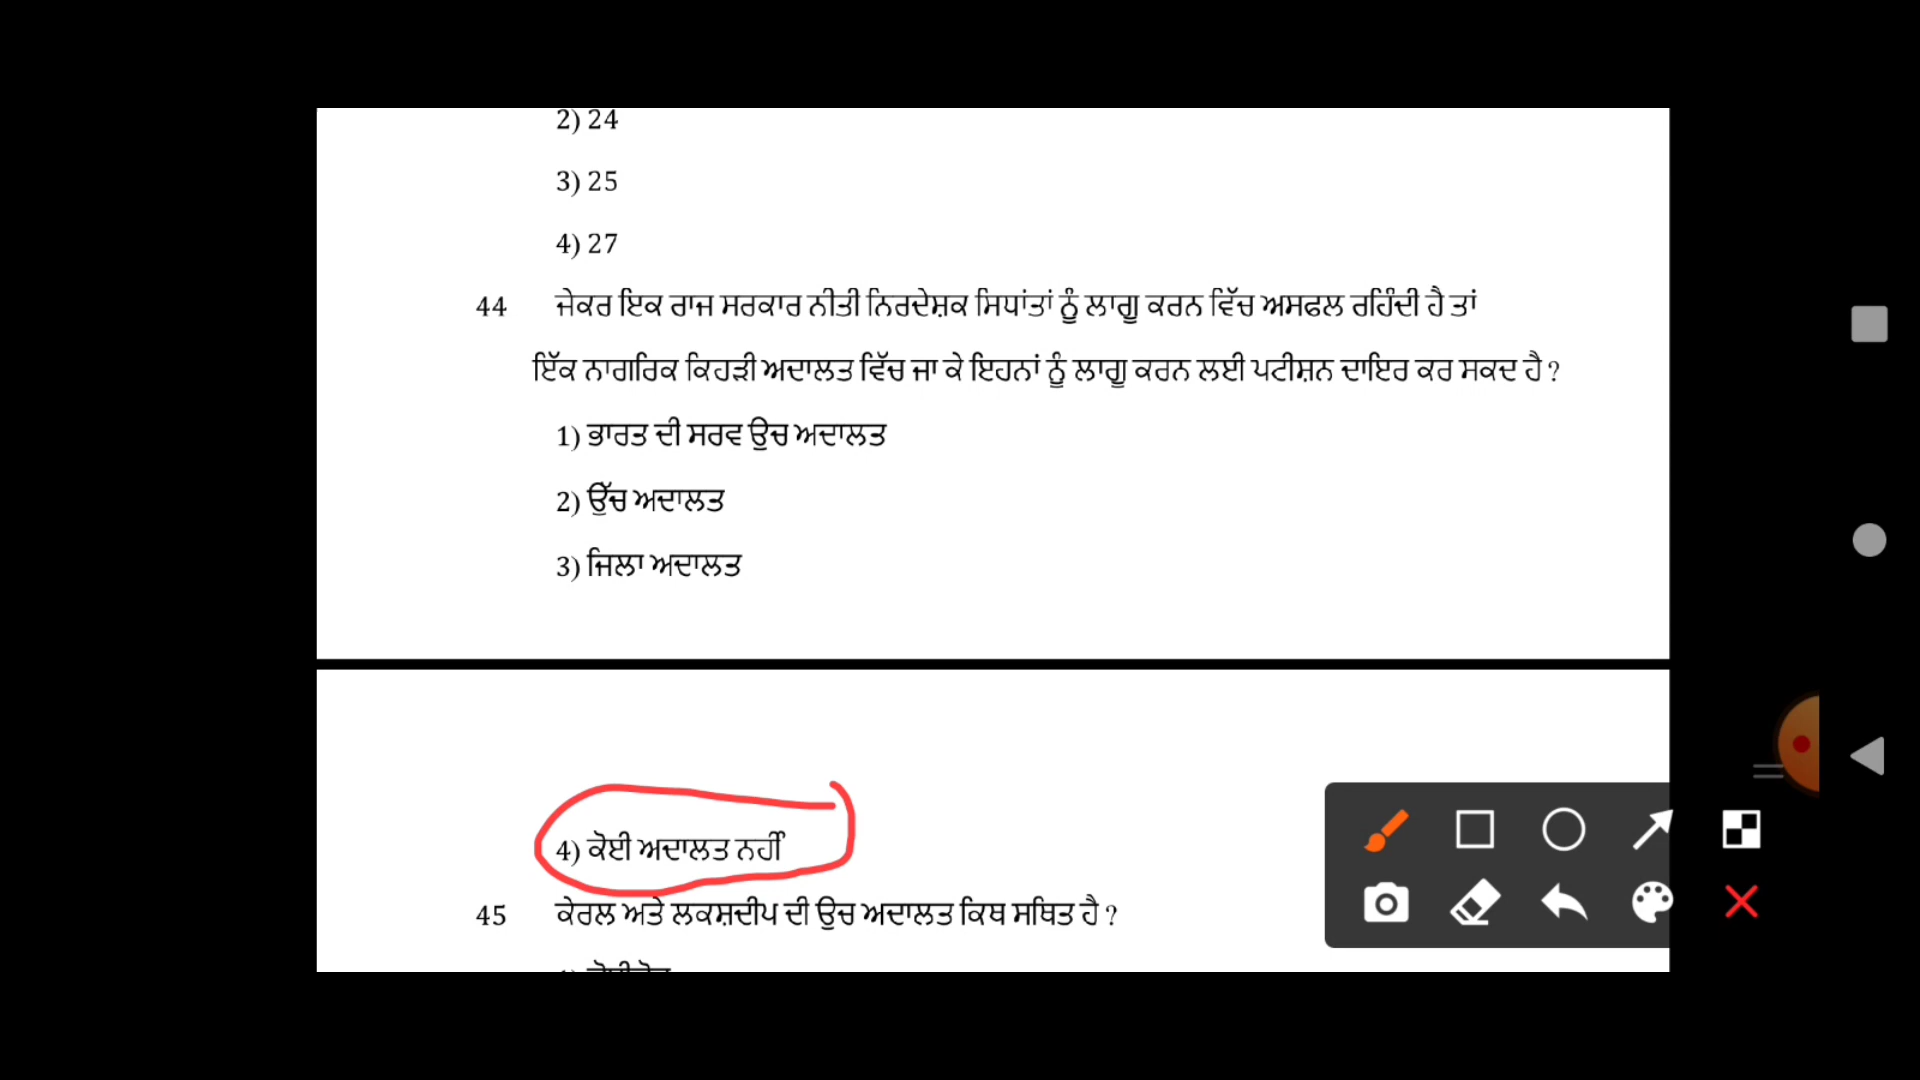 2) 24
3) 25
4) 27
44 ਜੇਕਰ ਇਕ ਰਾਜ ਸਰਕਾਰ ਨੀਤੀ ਨਿਰਦੇਸ਼ਕ ਸਿਧਾਂਤਾਂ ਨੂੰ ਲਾਗੂ ਕਰਨ ਵਿੱਚ ਅਸਫਲ ਰਹਿੰਦੀ ਹੈ ਤਾਂ
ਇੱਕ ਨਾਗਰਿਕ ਕਿਹੜੀ ਅਦਾਲਤ ਵਿੱਚ ਜਾ ਕੇ ਇਹਨਾਂ ਨੂੰ ਲਾਗੂ ਕਰਨ ਲਈ ਪਟੀਸ਼ਨ ਦਾਇਰ ਕਰ ਸਕਦ ਹੈ ?
1) ਭਾਰਤ ਦੀ ਸਰਵ ਉਚ ਅਦਾਲਤ
2) ਉੱਚ ਅਦਾਲਤ
3) ਜਿਲਾ ਅਦਾਲਤ
4) ਕੋਈ ਅਦਾਲਤ ਨਹੀਂ
45 ਕੇਰਲ ਅਤੇ ਲਕਸ਼ਦੀਪ ਦੀ ਉਚ ਅਦਾਲਤ ਕਿਥ ਸਥਿਤ ਹੈ ?